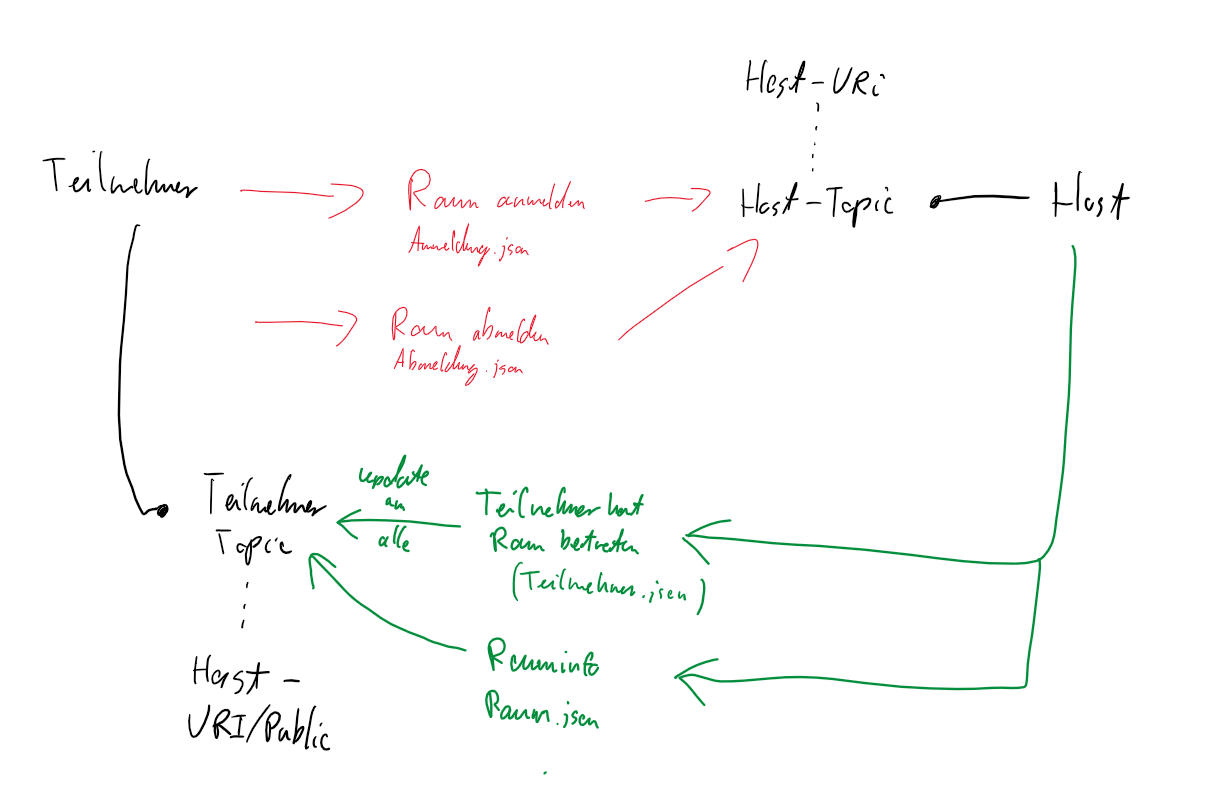 Host-URi
Teilnehmer
Raum anmelden
Anmeldung.json
Host-Topic
Host
Raum abmelden
Abmeldung.json
update
an
alle
Teilnehmer
Topic
Teilnehmer hat
Raum betreten
(Teilnehmer.json)
Host-
URI/Public
Rauminfo
Raum.json